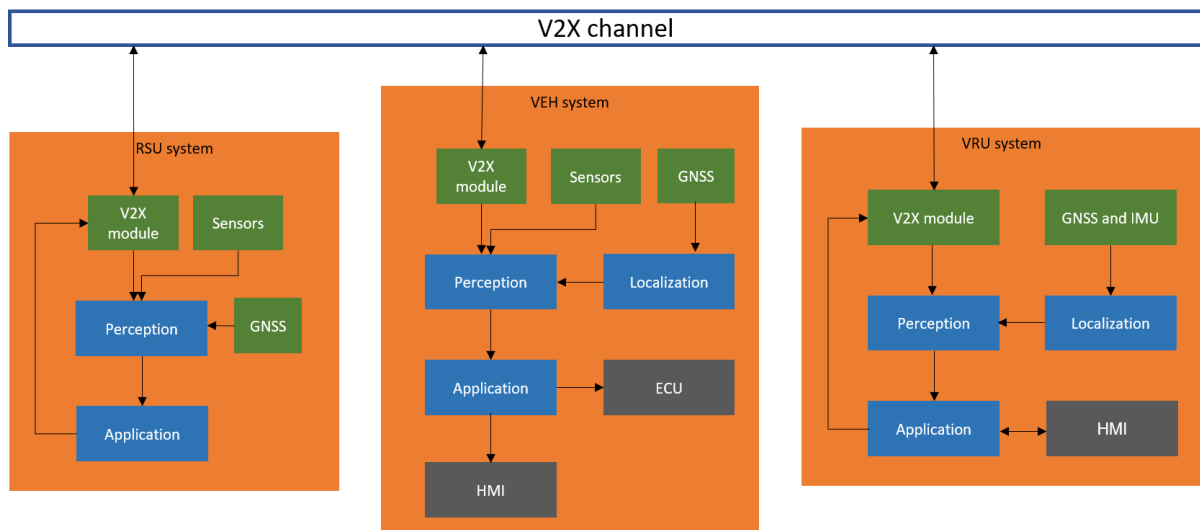 V2X channel
RSU system
V2X
module
Sensors
Perception
GNSS
Application
VEH system
V2X
module
Sensors
GNSS
Perception
Localization
Application
ECU
HMI
VRU system
V2X module
GNSS and IMU
Perception
Localization
Application
HMI